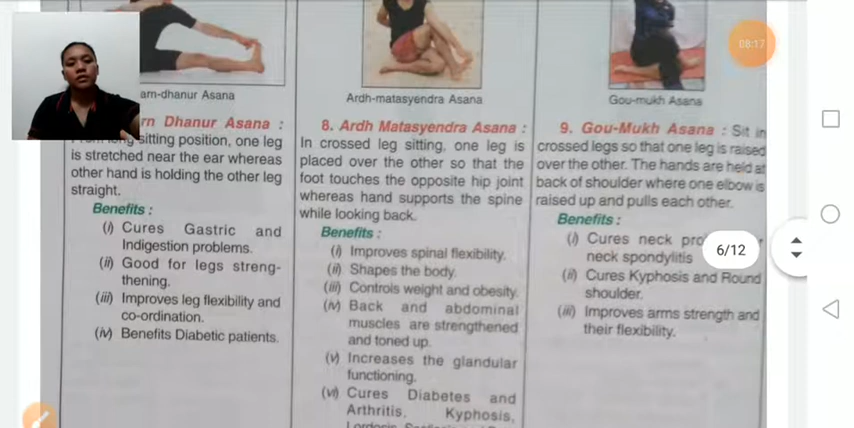 08:17
arn-dhanur Asana
rn Dhanur Asana :
sitting position, one leg
is stretched near the ear whereas
other hand is holding the other leg
straight.
Benefits :
(i) Cures Gastric and
Indigestion problems.
(ii) Good for legs streng-
thening.
(iii) Improves leg flexibility and
co-ordination.
(iv) Benefits Diabetic patients.
Ardh-matasyendra Asana
8. Ardh Matasyendra Asana :
In crossed leg sitting, one leg is
placed over the other so that the
foot touches the opposite hip joint
whereas hand supports the spine
while looking back.
Benefits :
(i) Improves spinal flexibility.
(ii) Shapes the body.
(iii) Controls weight and obesity.
(iv) Back and abdominal
muscles are strengthened
and toned up.
(v) Increases the glandular
functioning.
(vi) Cures Diabetes and
Arthritis, Kyphosis,
Gou-mukh Asana
9. Gou-Mukh Asana : Sit in
crossed legs so that one leg is raised
over the other. The hands are held at
back of shoulder where one elbow is
raised up and pulls each other.
Benefits :
(i) Cures neck
neck spondylitis
(ii) Cures Kyphosis and Round
shoulder.
(iii) Improves arms strength and
their flexibility.
6/12